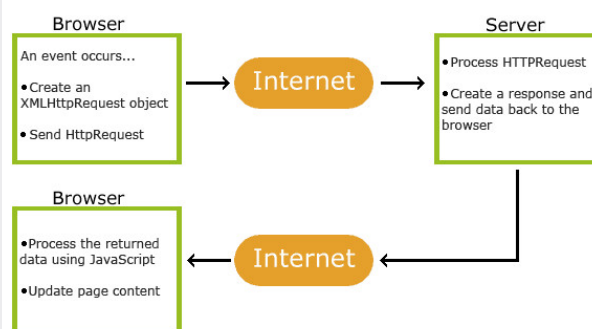 Browser
An event occurs...
•Create an
XMLHttpRequest object
• Send HttpRequest
Internet
Server
• Process HTTPRequest
• Create a response and
send data back to the
browser
Browser
•Process the returned
data using JavaScript
•Update page content
Internet